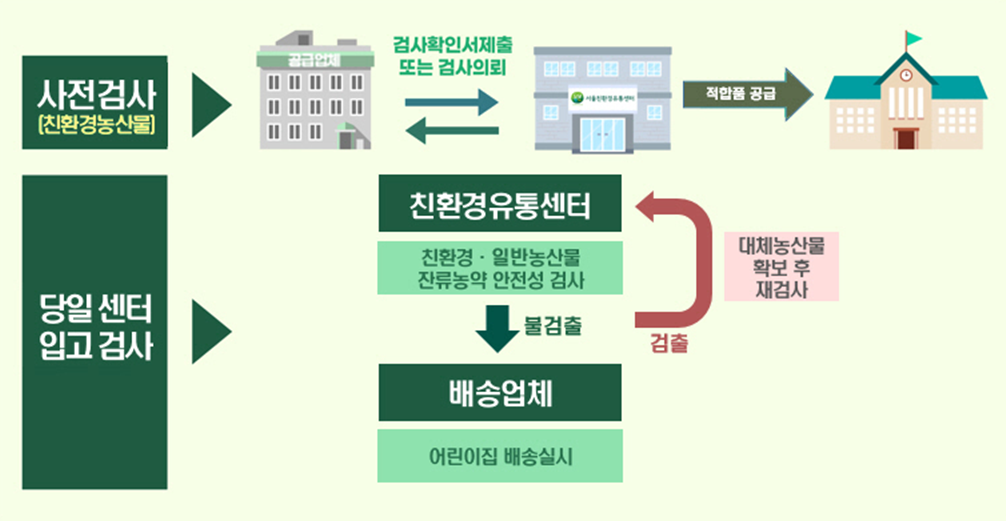 사전검사
(친환경농산물)
공급업체
검사확인서제출
또는 검사의뢰
서울친환경유통센터
적합품 공급
당일 센터
입고 검사
친환경유통센터
친환경 · 일반농산물
잔류농약 안전성 검사
불검출
검출
대체농산물
확보 후
재검사
배송업체
어린이집 배송실시